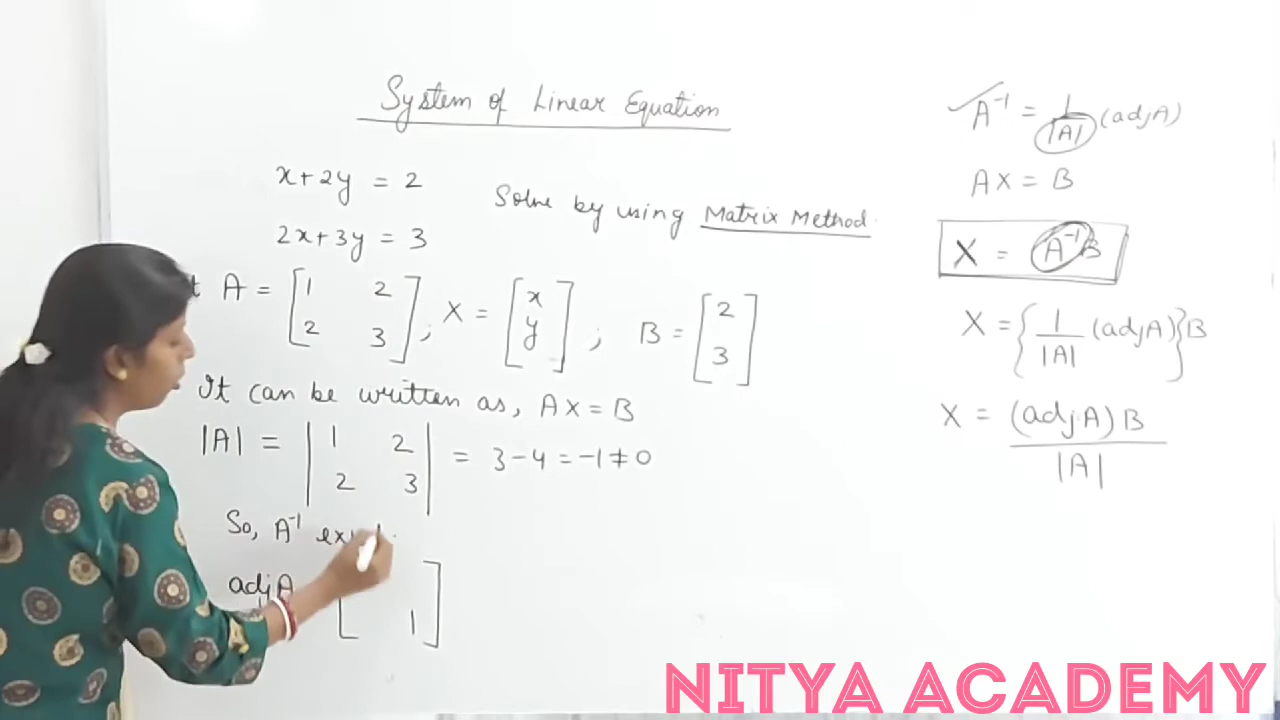 System of Linear Equation
x+2y = 2
2x+3y = 3
Solve by using Matrix Method.
A = [1 2
2 3], X = [x
y]; B = [2
3]
It can be written as, AX = B
|A| = |1 2
2 3| = 3-4 = -1 ≠ 0
So, A⁻¹
adjA
1
A⁻¹ = 1/|A| (adjA)
AX = B
X = A⁻¹B
X = {1/|A| (adjA)}B
X = (adjA)B
|A|
NITYA ACADEMY